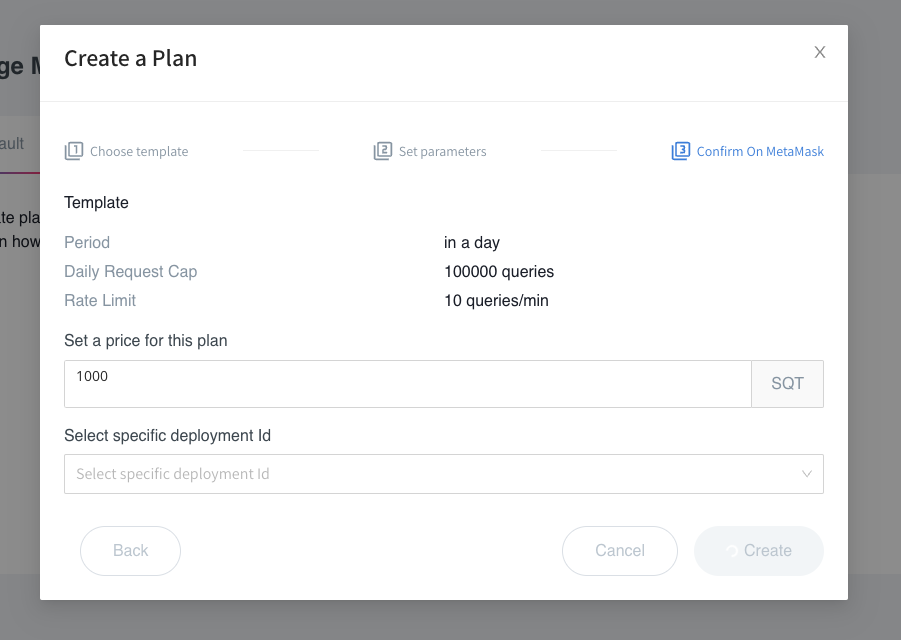 Create a Plan
ge M
ault
1 Choose template
2 Set parameters
3 Confirm On MetaMask
Template
te pla
n how
Period in a day
Daily Request Cap 100000 queries
Rate Limit 10 queries/min
Set a price for this plan
1000 SQT
Select specific deployment Id
Select specific deployment Id
Back Cancel Create